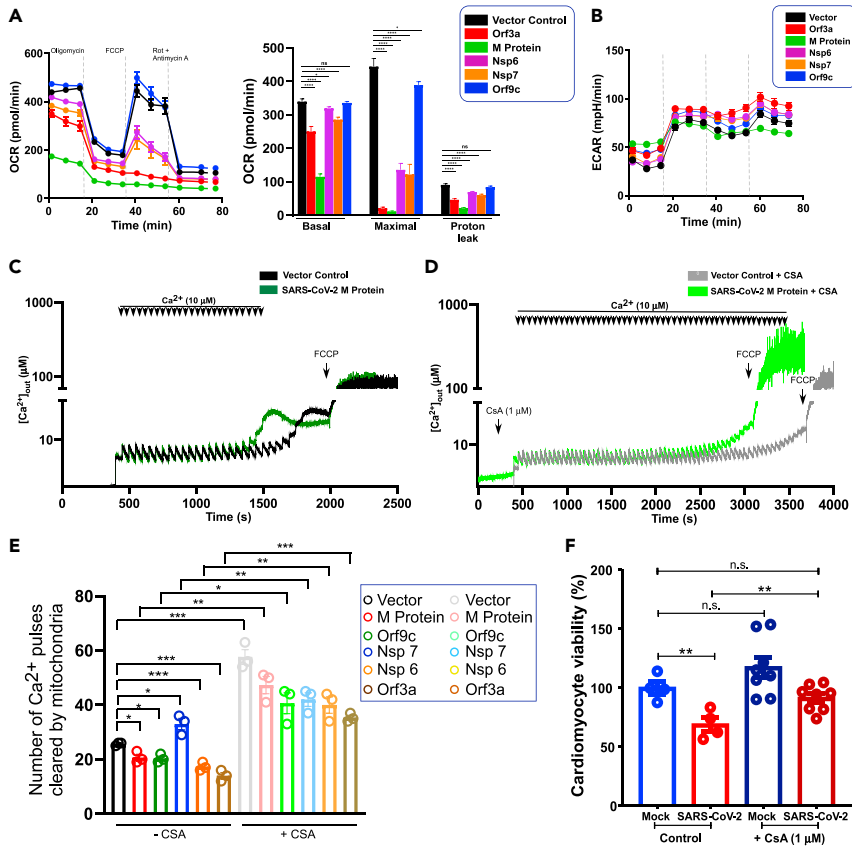 A
Oligomycin
FCCP
Rot +
Antimycin A
600
500
400
300
200
100
0
OCR
(pmol/min)
0 20 40 60 80
Time (min)
500
400
300
200
100
0
OCR
(pmol/min)
ns
****
*
****
****
*
****
****
****
****
ns
****
****
****
****
Basal
Maximal
Proton
leak
Vector Control
Orf3a
M Protein
Nsp6
Nsp7
Orf9c
B
Vector
Orf3a
M Protein
Nsp6
Nsp7
Orf9c
150
100
50
0
ECAR
(mpH/min)
0 20 40 60 80
Time (min)
C
Vector Control
SARS-CoV-2 M Protein
Ca²⁺ (10 μM)
FCCP
1000
100
10
[Ca²⁺]out (μM)
0 500 1000 1500 2000 2500
Time (s)
D
Vector Control + CSA
SARS-CoV-2 M Protein + CSA
Ca²⁺ (10 μM)
FCCP
FCCP
CsA (1 μM)
1000
100
10
[Ca²⁺]out (μM)
0 500 1000 1500 2000 2500 3000 3500 4000
Time (s)
E
***
**
**
*
**
***
***
***
*
*
*
80
60
40
20
0
Number of Ca²⁺ pulses
cleared by mitochondria
- CSA
+ CSA
Vector Vector
M Protein M Protein
Orf9c Orf9c
Nsp 7 Nsp 7
Nsp 6 Nsp 6
Orf3a Orf3a
F
n.s.
**
n.s.
**
200
150
100
50
0
Cardiomyocyte viability (%)
Mock SARS-CoV-2 Mock SARS-CoV-2
Control + CsA (1 μM)